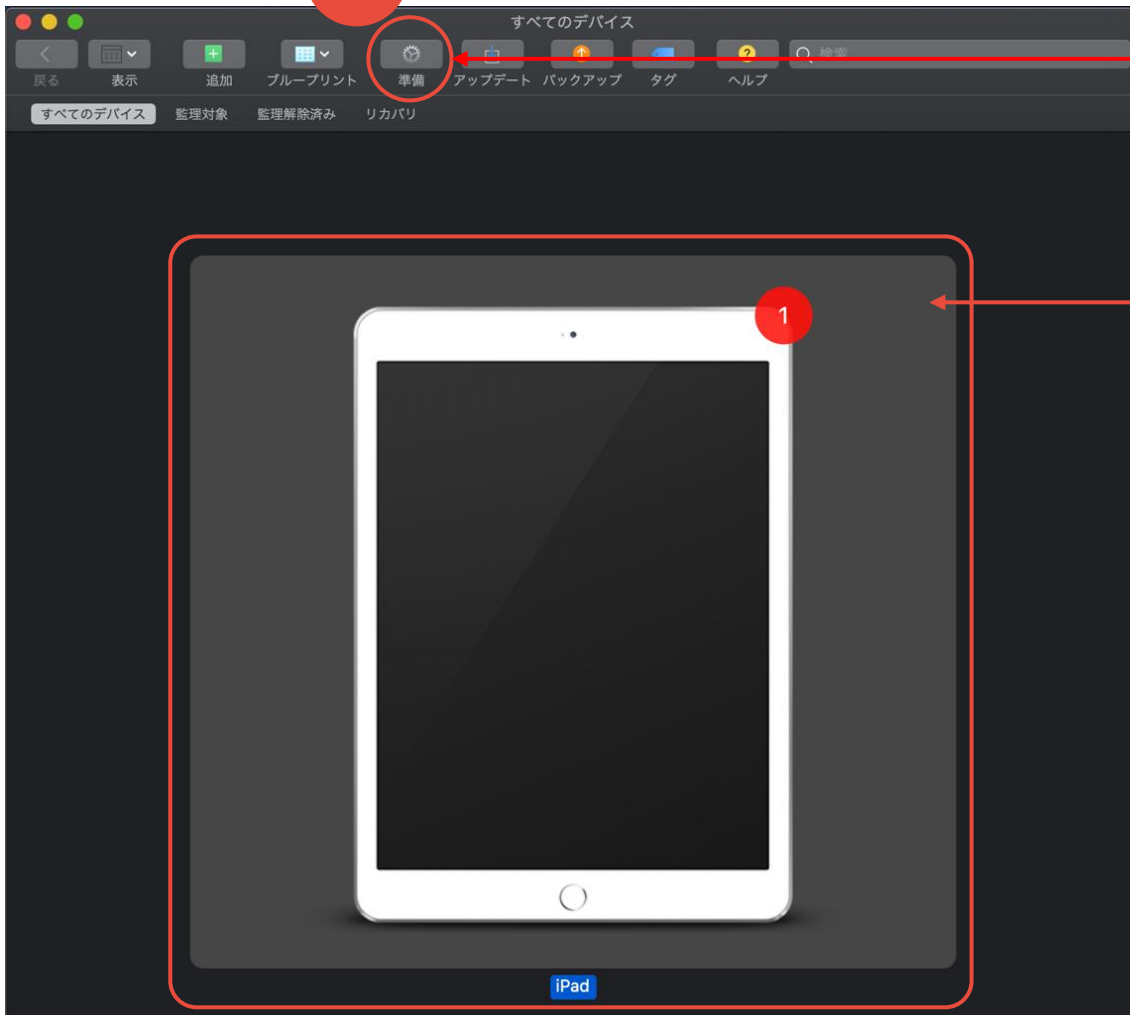 すべてのデバイス
検索
戻る 表示 追加 ブループリント 準備 アップデート バックアップ タグ ヘルプ
すべてのデバイス 監理対象 監理解除済み リカバリ
1
iPad